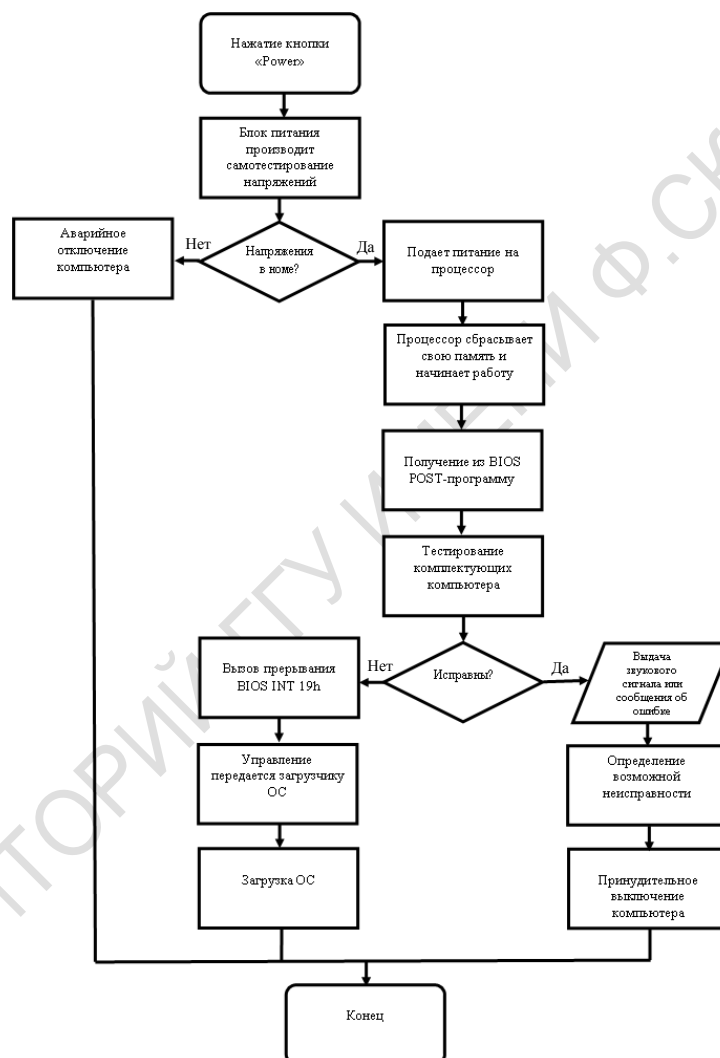 Нажатие кнопки
«Power»
Блок питания
производит
самотестирование
напряжений
Аварийное
отключение
компьютера
Нет
Напряжения
в номе?
Да
Подает питание на
процессор
Процессор сбрасывает
свою память и
начинает работу
Получение из BIOS
POST-программу
Тестирование
комплектующих
компьютера
Вызов прерывания
BIOS INT 19h
Нет
Исправны?
Да
Выдача
звукового
сигнала или
сообщения об
ошибке
Управление
передается загрузчику
ОС
Определение
возможной
неисправности
Загрузка ОС
Принудительное
выключение
компьютера
Конец